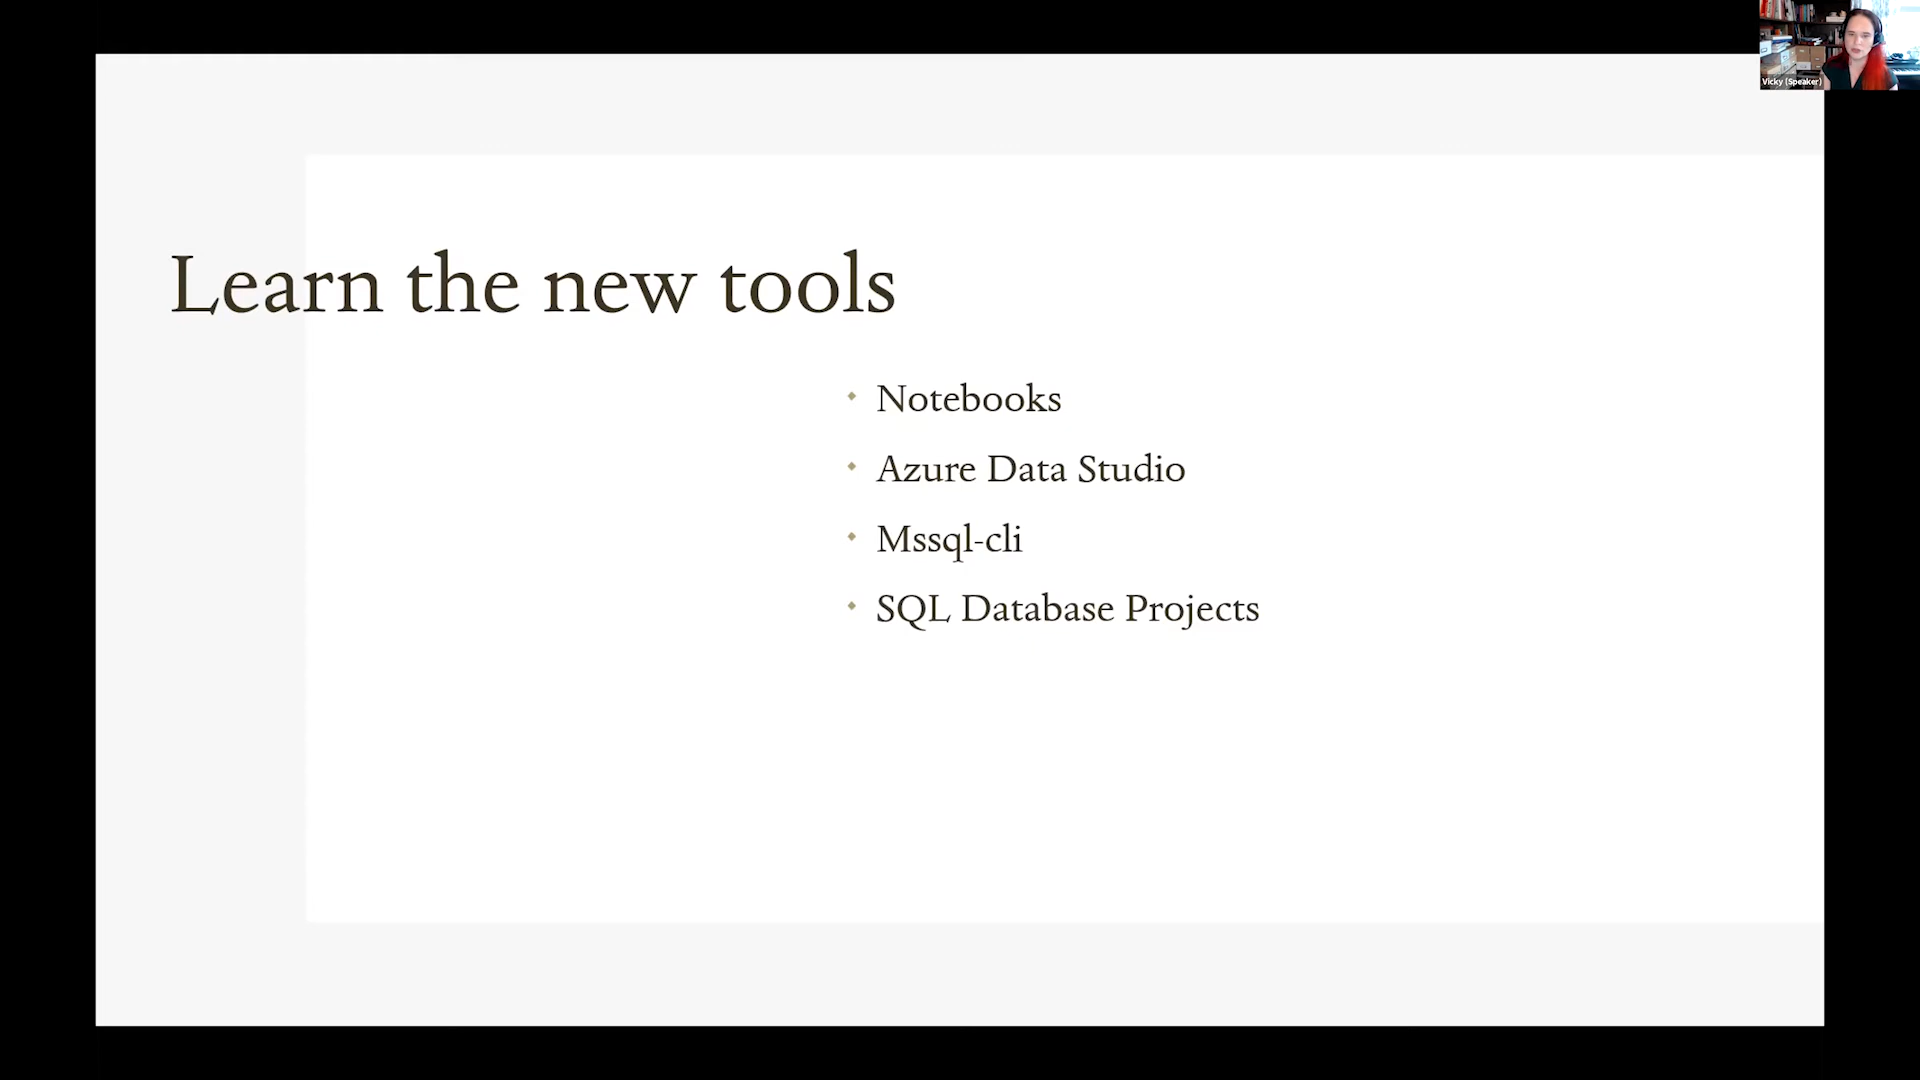 Vicky (Speaker)
Learn the new tools
Notebooks
Azure Data Studio
Mssql-cli
SQL Database Projects